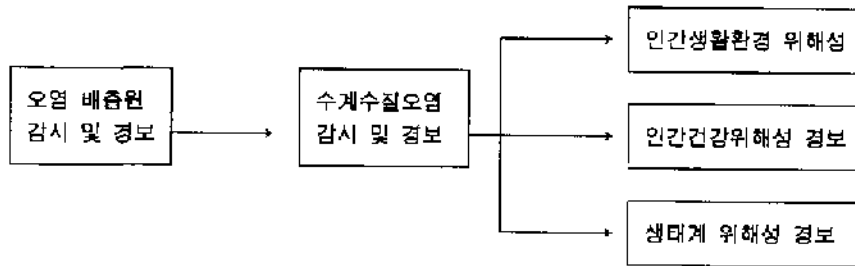 오염 배출원
감시 및 경보
수계수질오염
감시 및 경보
인간생활환경 위해성
인간건강위해성 경보
생태계 위해성 경보